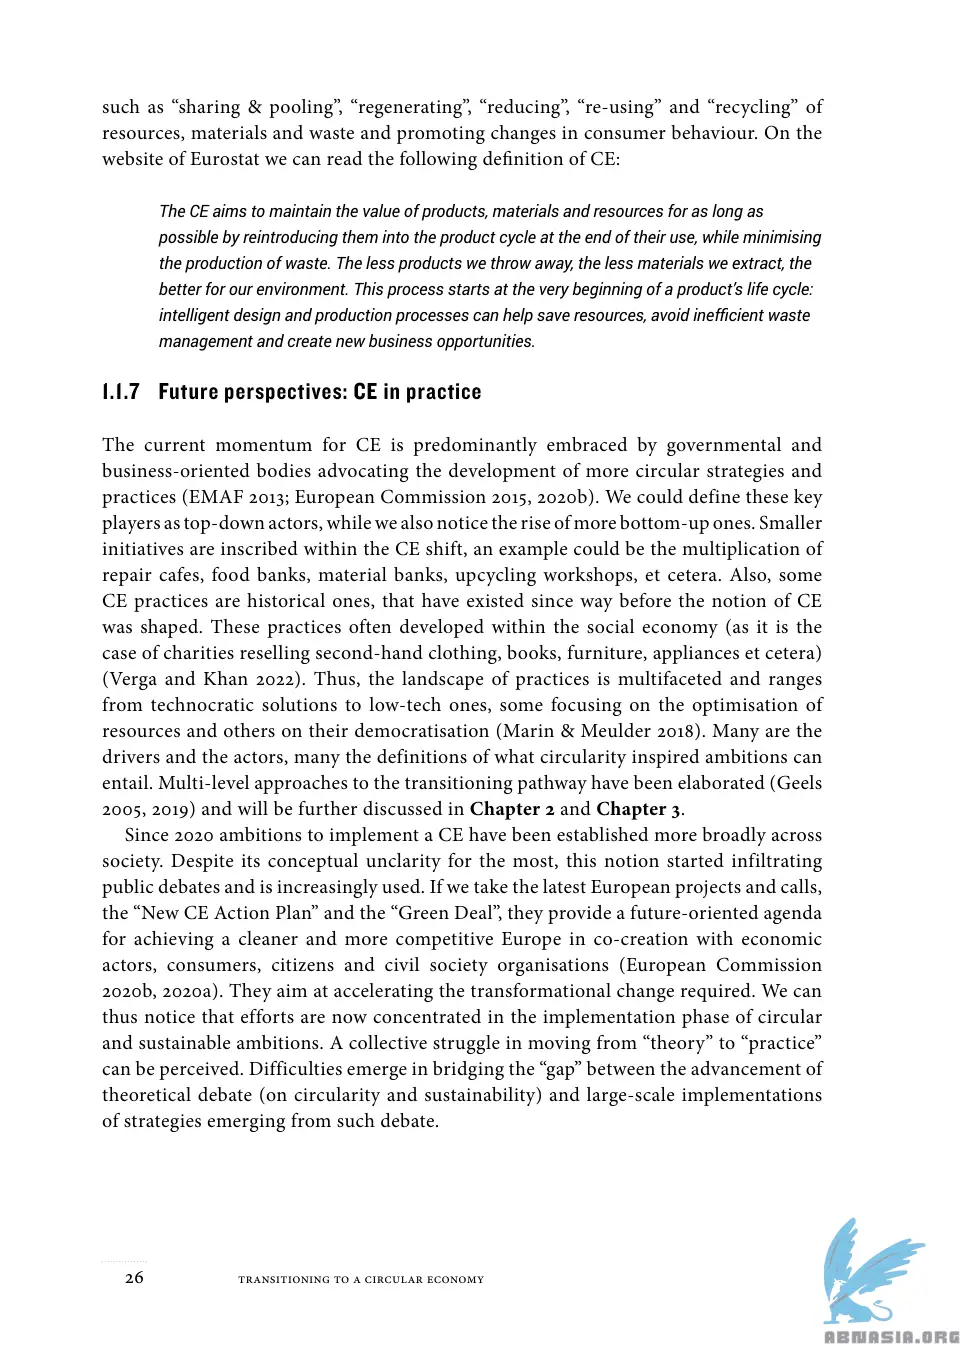 such as “sharing & pooling”, “regenerating”, “reducing”, “re-using” and “recycling” of
resources, materials and waste and promoting changes in consumer behaviour. On the
website of Eurostat we can read the following definition of CE:
The CE aims to maintain the value of products, materials and resources for as long as
possible by reintroducing them into the product cycle at the end of their use, while minimising
the production of waste. The less products we throw away, the less materials we extract, the
better for our environment. This process starts at the very beginning of a product’s life cycle:
intelligent design and production processes can help save resources, avoid inefficient waste
management and create new business opportunities.
1.1.7 Future perspectives: CE in practice
The current momentum for CE is predominantly embraced by governmental and
business-oriented bodies advocating the development of more circular strategies and
practices (EMAF 2013; European Commission 2015, 2020b). We could define these key
players as top-down actors, while we also notice the rise of more bottom-up ones. Smaller
initiatives are inscribed within the CE shift, an example could be the multiplication of
repair cafes, food banks, material banks, upcycling workshops, et cetera. Also, some
CE practices are historical ones, that have existed since way before the notion of CE
was shaped. These practices often developed within the social economy (as it is the
case of charities reselling second-hand clothing, books, furniture, appliances et cetera)
(Verga and Khan 2022). Thus, the landscape of practices is multifaceted and ranges
from technocratic solutions to low-tech ones, some focusing on the optimisation of
resources and others on their democratisation (Marin & Meulder 2018). Many are the
drivers and the actors, many the definitions of what circularity inspired ambitions can
entail. Multi-level approaches to the transitioning pathway have been elaborated (Geels
2005, 2019) and will be further discussed in Chapter 2 and Chapter 3.
Since 2020 ambitions to implement a CE have been established more broadly across
society. Despite its conceptual unclarity for the most, this notion started infiltrating
public debates and is increasingly used. If we take the latest European projects and calls,
the “New CE Action Plan” and the “Green Deal”, they provide a future-oriented agenda
for achieving a cleaner and more competitive Europe in co-creation with economic
actors, consumers, citizens and civil society organisations (European Commission
2020b, 2020a). They aim at accelerating the transformational change required. We can
thus notice that efforts are now concentrated in the implementation phase of circular
and sustainable ambitions. A collective struggle in moving from “theory” to “practice”
can be perceived. Difficulties emerge in bridging the “gap” between the advancement of
theoretical debate (on circularity and sustainability) and large-scale implementations
of strategies emerging from such debate.
26 TRANSITIONING TO A CIRCULAR ECONOMY
ABNASIA.ORG